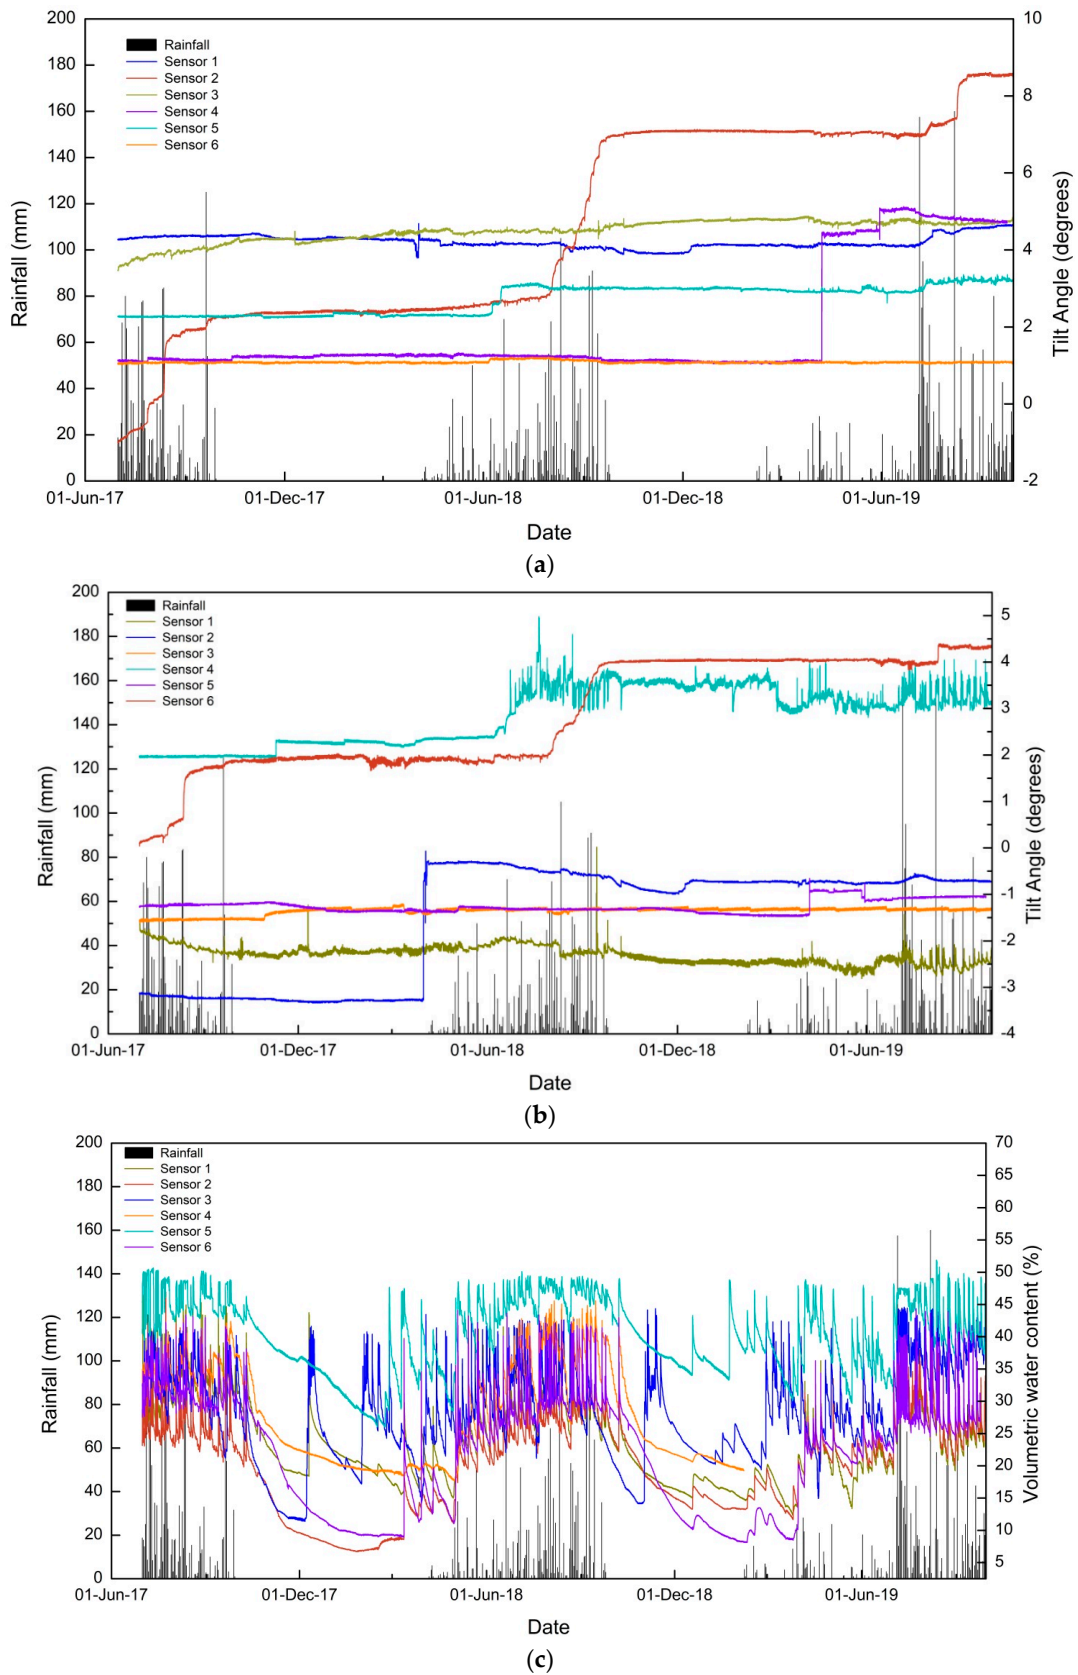 200
180
160
140
120
100
80
60
40
20
0
Rainfall (mm)
Rainfall
Sensor 1
Sensor 2
Sensor 3
Sensor 4
Sensor 5
Sensor 6
10
8
6
4
2
0
-2
Tilt Angle (degrees)
01-Jun-17 01-Dec-17 01-Jun-18 01-Dec-18 01-Jun-19
Date
(a)
200
180
160
140
120
100
80
60
40
20
0
Rainfall (mm)
Rainfall
Sensor 1
Sensor 2
Sensor 3
Sensor 4
Sensor 5
Sensor 6
5
4
3
2
1
0
-1
-2
-3
-4
Tilt Angle (degrees)
01-Jun-17 01-Dec-17 01-Jun-18 01-Dec-18 01-Jun-19
Date
(b)
200
180
160
140
120
100
80
60
40
20
0
Rainfall (mm)
Rainfall
Sensor 1
Sensor 2
Sensor 3
Sensor 4
Sensor 5
Sensor 6
70
65
60
55
50
45
40
35
30
25
20
15
10
5
Volumetric water content (%)
01-Jun-17 01-Dec-17 01-Jun-18 01-Dec-18 01-Jun-19
Date
(c)